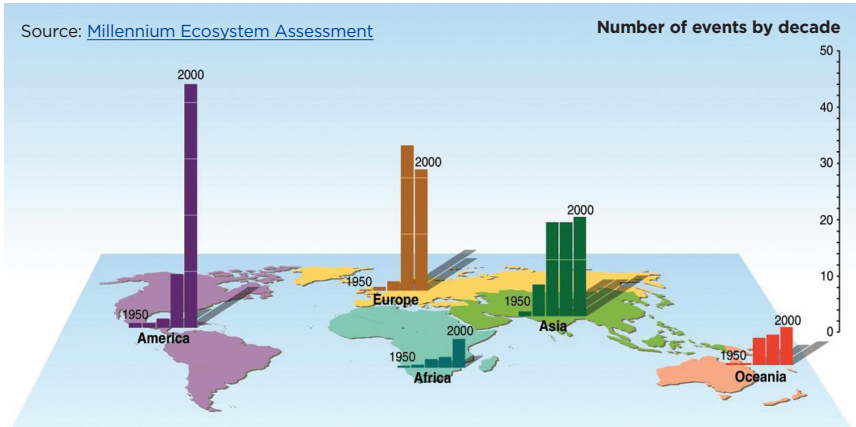 Source: Millennium Ecosystem Assessment
Number of events by decade
50
40
30
20
10
0
2000
1950
America
2000
1950
Europe
2000
1950
Asia
2000
1950
Africa
2000
1950
Oceania